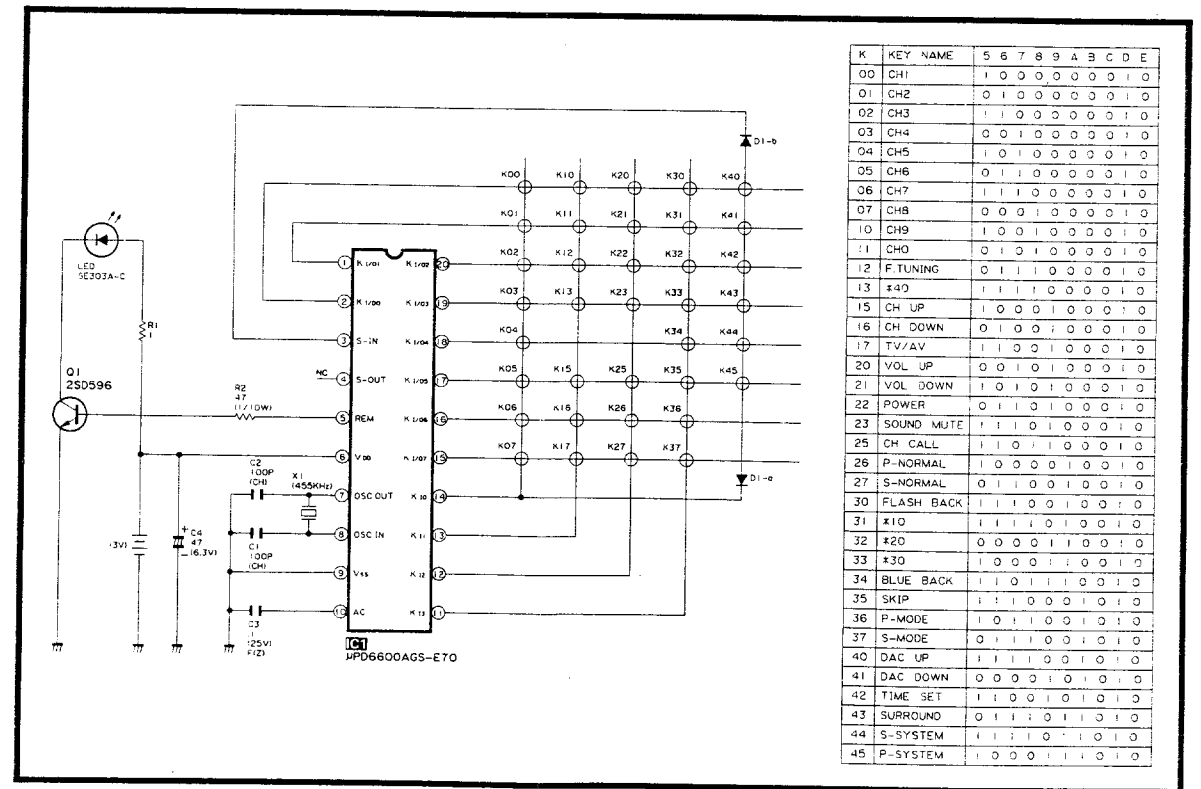 LED
SE303A-C
R1
1
Q1
2SD596
R2
47
(1/10W)
C2
100P
(CH)
X1
(455KHz)
C1
100P
(CH)
C4
+
47
(6.3V)
(3V)
C3
(25V)
F(Z)
NC
1 K I/O1
2 K I/O0
3 S-IN
4 S-OUT
5 REM
6 VDD
7 OSC OUT
8 OSC IN
9 VSS
10 AC
K I/O2 20
K I/O3 19
K I/O4 18
K I/O5 17
K I/O6 16
K I/O7 15
K I0 14
K I1 13
K I2 12
K I3 11
IC1
μPD6600AGS-E70
D1-b
K00 K10 K20 K30 K40
K01 K11 K21 K31 K41
K02 K12 K22 K32 K42
K03 K13 K23 K33 K43
K04 K34 K44
K05 K15 K25 K35 K45
K06 K16 K26 K36
K07 K17 K27 K37
D1-a
K KEY NAME 5 6 7 8 9 A B C D E
00 CH1 1 0 0 0 0 0 0 0 1 0
01 CH2 0 1 0 0 0 0 0 0 1 0
02 CH3 1 1 0 0 0 0 0 0 1 0
03 CH4 0 0 1 0 0 0 0 0 1 0
04 CH5 1 0 1 0 0 0 0 0 1 0
05 CH6 0 1 1 0 0 0 0 0 1 0
06 CH7 1 1 1 0 0 0 0 0 1 0
07 CH8 0 0 0 1 0 0 0 0 1 0
10 CH9 1 0 0 1 0 0 0 0 1 0
11 CH0 0 1 0 1 0 0 0 0 1 0
12 F.TUNING 0 1 1 1 0 0 0 0 1 0
13 *40 1 1 1 1 0 0 0 0 1 0
15 CH UP 1 0 0 0 1 0 0 0 1 0
16 CH DOWN 0 1 0 0 1 0 0 0 1 0
17 TV/AV 1 1 0 0 1 0 0 0 1 0
20 VOL UP 0 0 1 0 1 0 0 0 1 0
21 VOL DOWN 1 0 1 0 1 0 0 0 1 0
22 POWER 0 1 1 0 1 0 0 0 1 0
23 SOUND MUTE 1 1 1 0 1 0 0 0 1 0
25 CH CALL 1 1 0 1 1 0 0 0 1 0
26 P-NORMAL 1 0 0 0 0 1 0 0 1 0
27 S-NORMAL 0 1 1 0 0 1 0 0 1 0
30 FLASH BACK 1 1 1 0 0 1 0 0 1 0
31 *10 1 1 1 1 0 1 0 0 1 0
32 *20 0 0 0 0 1 1 0 0 1 0
33 *30 1 0 0 0 1 1 0 0 1 0
34 BLUE BACK 1 1 0 1 1 1 0 0 1 0
35 SKIP 1 1 1 0 0 0 1 0 1 0
36 P-MODE 1 0 1 1 0 0 1 0 1 0
37 S-MODE 0 1 1 1 0 0 1 0 1 0
40 DAC UP 1 1 1 1 0 0 1 0 1 0
41 DAC DOWN 0 0 0 0 1 0 1 0 1 0
42 TIME SET 1 1 0 0 1 0 1 0 1 0
43 SURROUND 0 1 1 1 0 1 1 0 1 0
44 S-SYSTEM 1 1 1 1 0 1 1 0 1 0
45 P-SYSTEM 1 0 0 0 1 1 1 0 1 0